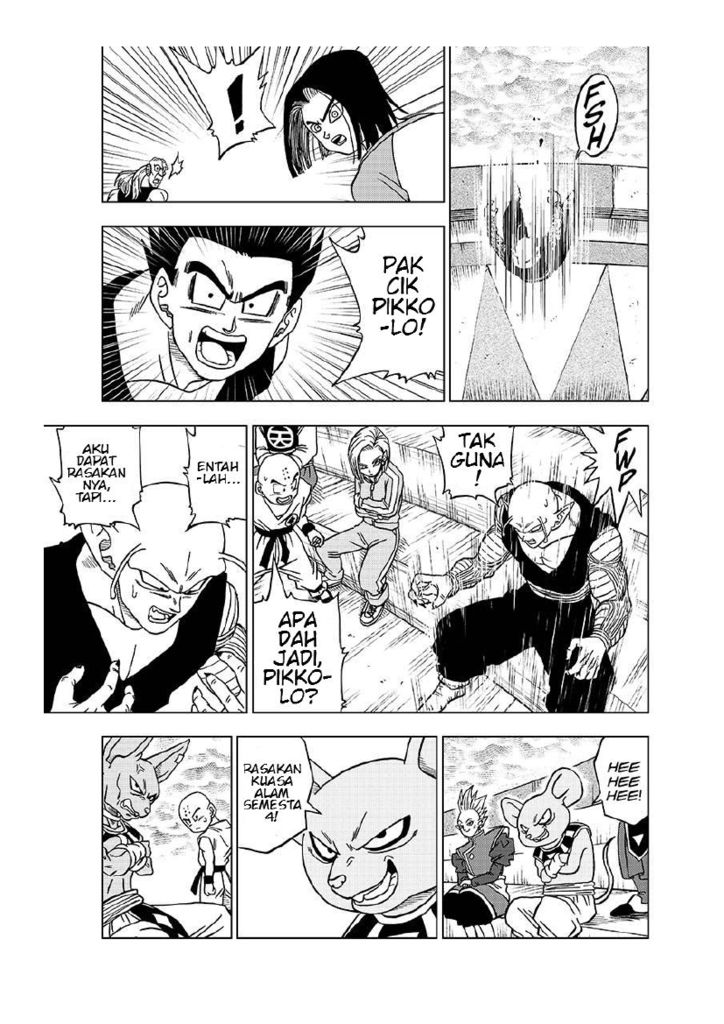 FSH
!
PAK
CIK
PIKKO
-LO!
FWP
TAK
GUNA
!
APA
DAH
JADI,
PIKKO-
LO?
ENTAH
-LAH...
AKU
DAPAT
RASAKAN
NYA,
TAPI...
HEE
HEE
HEE!
RASAKAN
KUASA
ALAM
SEMESTA
4!